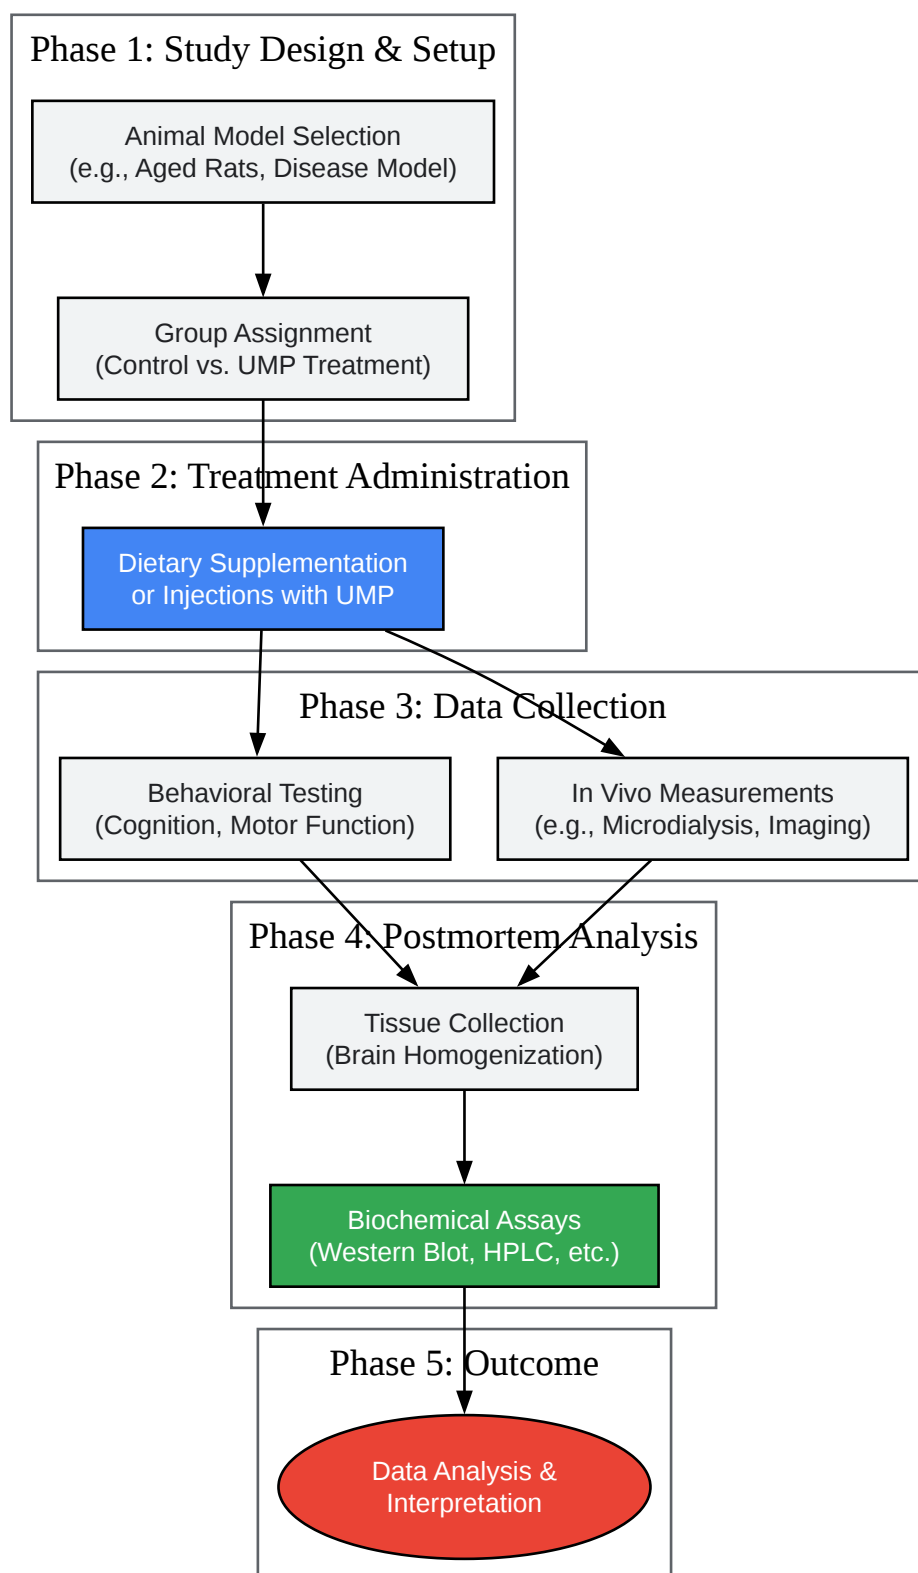 Phase 1: Study Design & Setup
Animal Model Selection
(e.g., Aged Rats, Disease Model)
Group Assignment
(Control vs. UMP Treatment)
Phase 2: Treatment Administration
Dietary Supplementation
or Injections with UMP
Phase 3: Data Collection
Behavioral Testing
(Cognition, Motor Function)
In Vivo Measurements
(e.g., Microdialysis, Imaging)
Phase 4: Postmortem Analysis
Tissue Collection
(Brain Homogenization)
Biochemical Assays
(Western Blot, HPLC, etc.)
Phase 5: Outcome
Data Analysis &
Interpretation